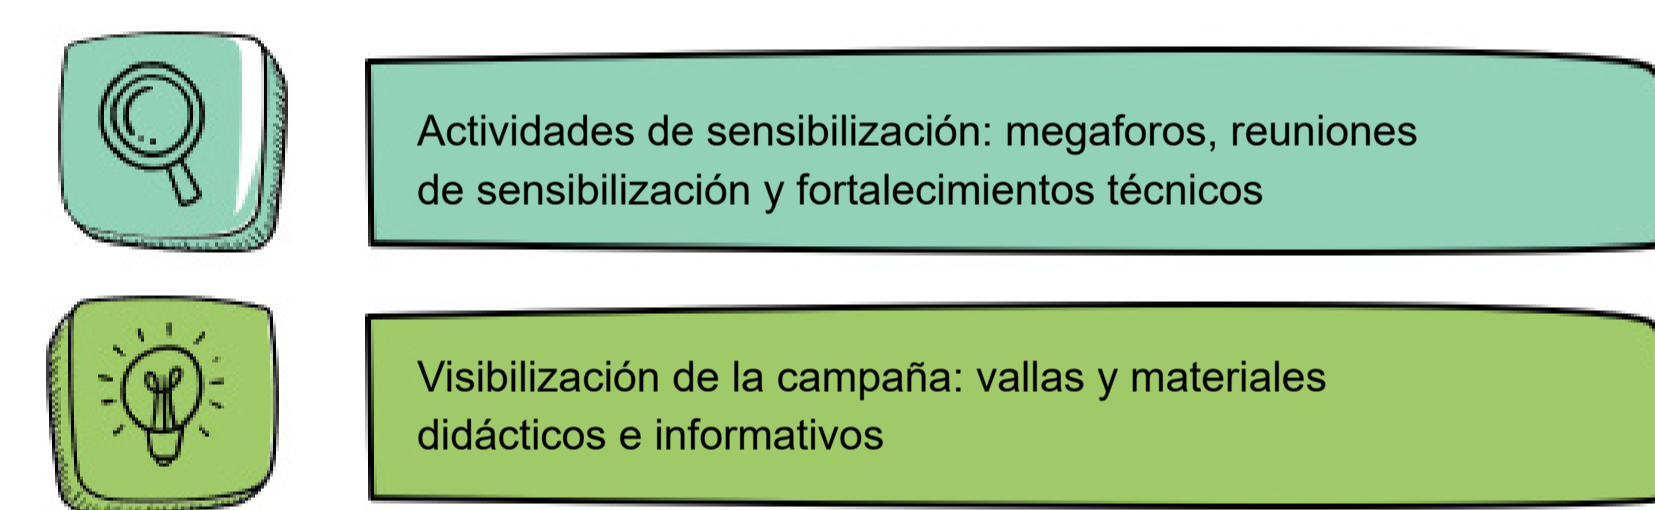 Actividades de sensibilización: megaforos, reuniones
de sensibilización y fortalecimientos técnicos
Visibilización de la campaña: vallas y materiales
didácticos e informativos